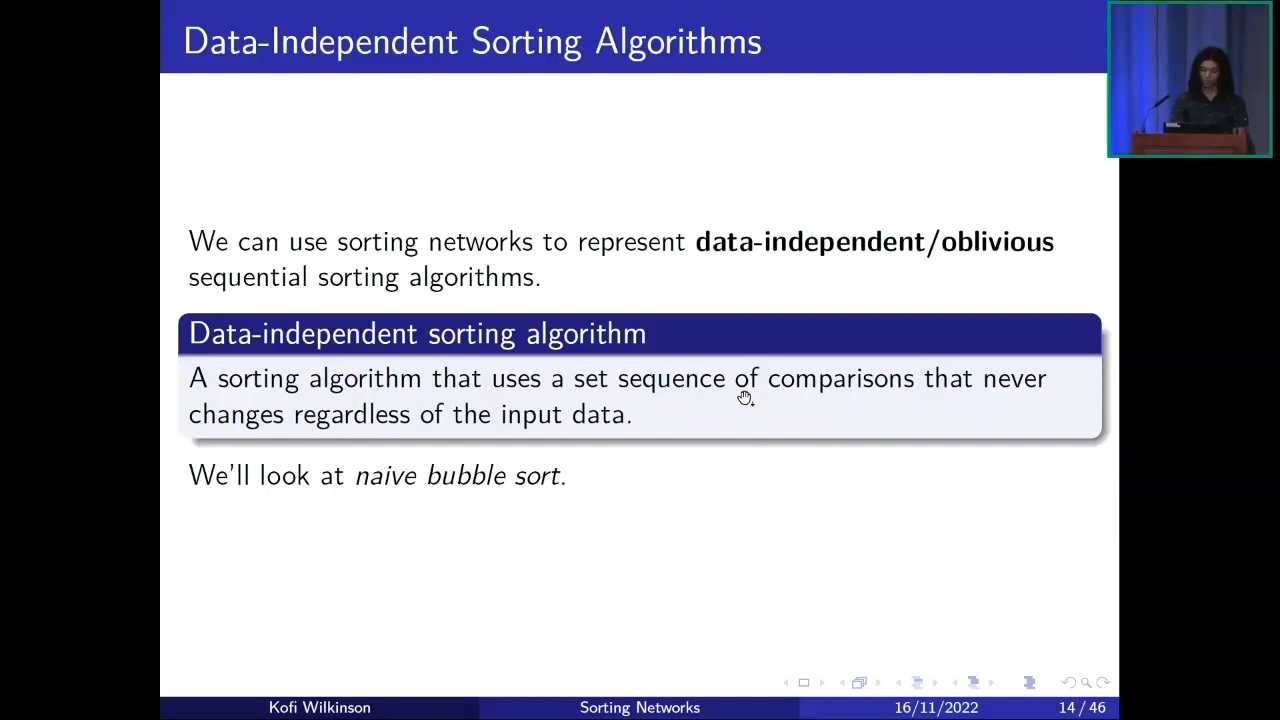 Data-Independent Sorting Algorithms
We can use sorting networks to represent data-independent/oblivious
sequential sorting algorithms.
Data-independent sorting algorithm
A sorting algorithm that uses a set sequence of comparisons that never
changes regardless of the input data.
We'll look at naive bubble sort.
Kofi Wilkinson
Sorting Networks
16/11/2022
14 / 46